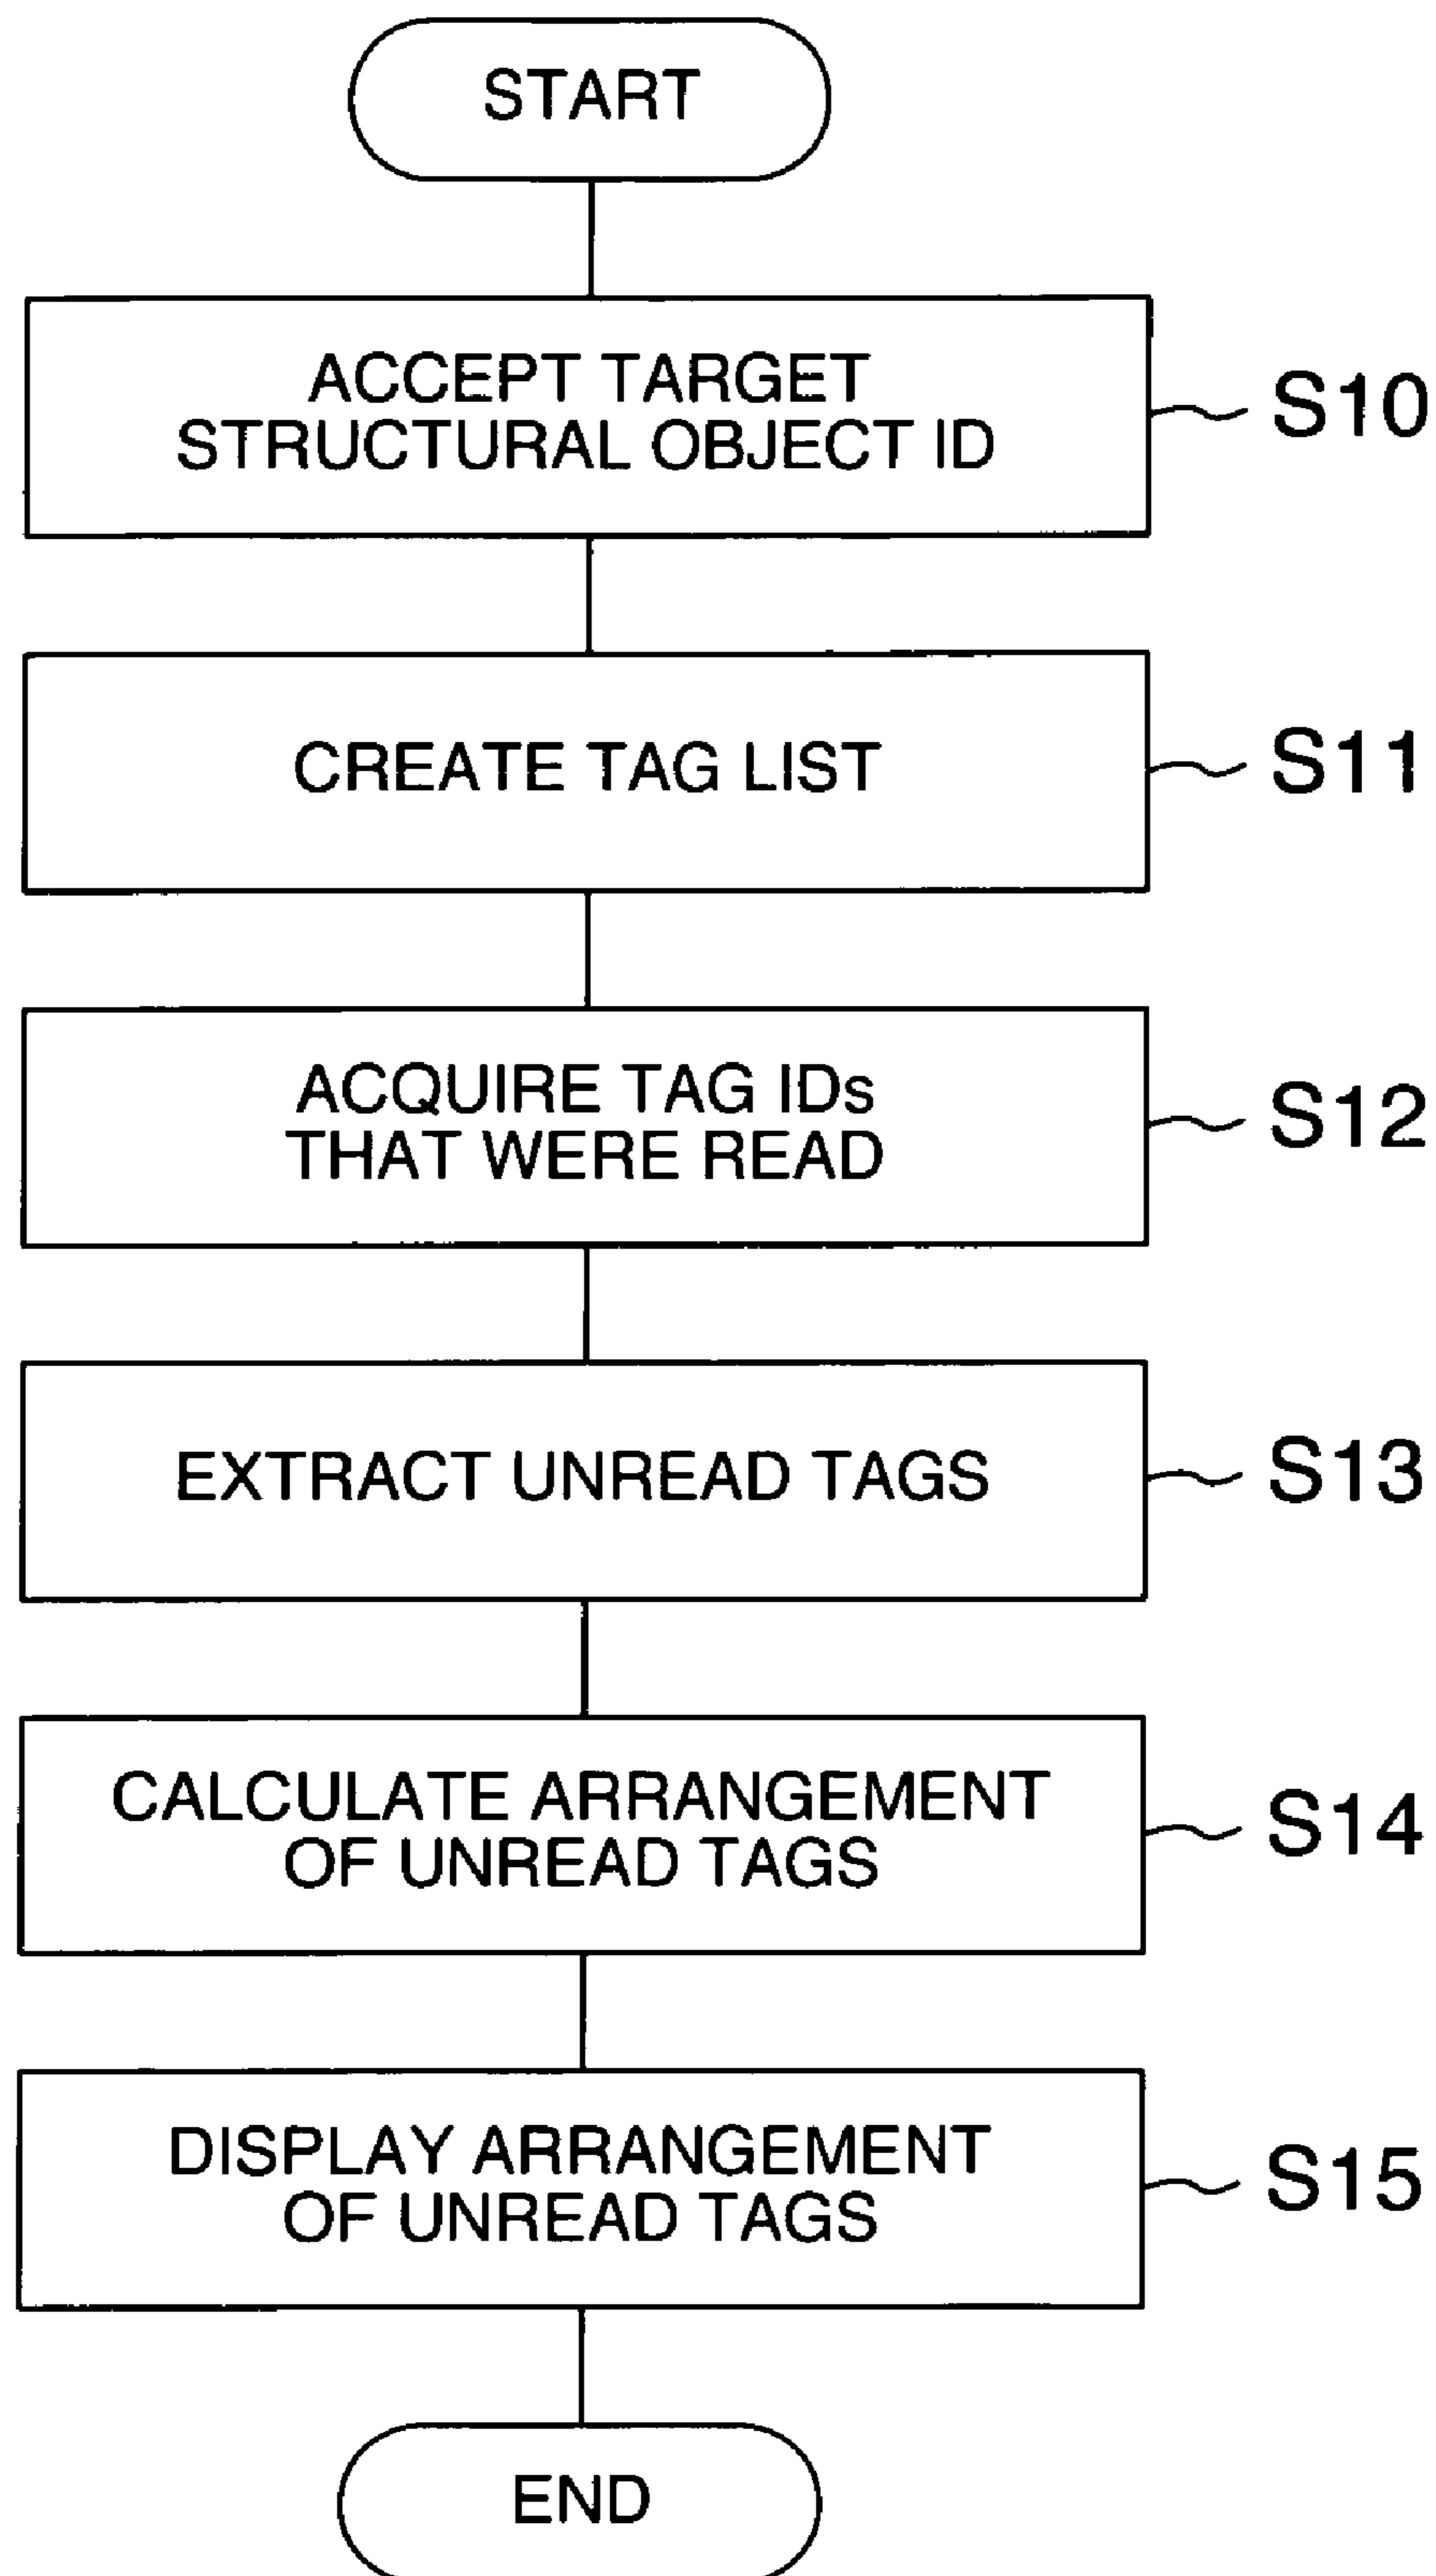 START
ACCEPT TARGET
STRUCTURAL OBJECT ID
S10
CREATE TAG LIST
S11
ACQUIRE TAG IDs
THAT WERE READ
S12
EXTRACT UNREAD TAGS
S13
CALCULATE ARRANGEMENT
OF UNREAD TAGS
S14
DISPLAY ARRANGEMENT
OF UNREAD TAGS
S15
END